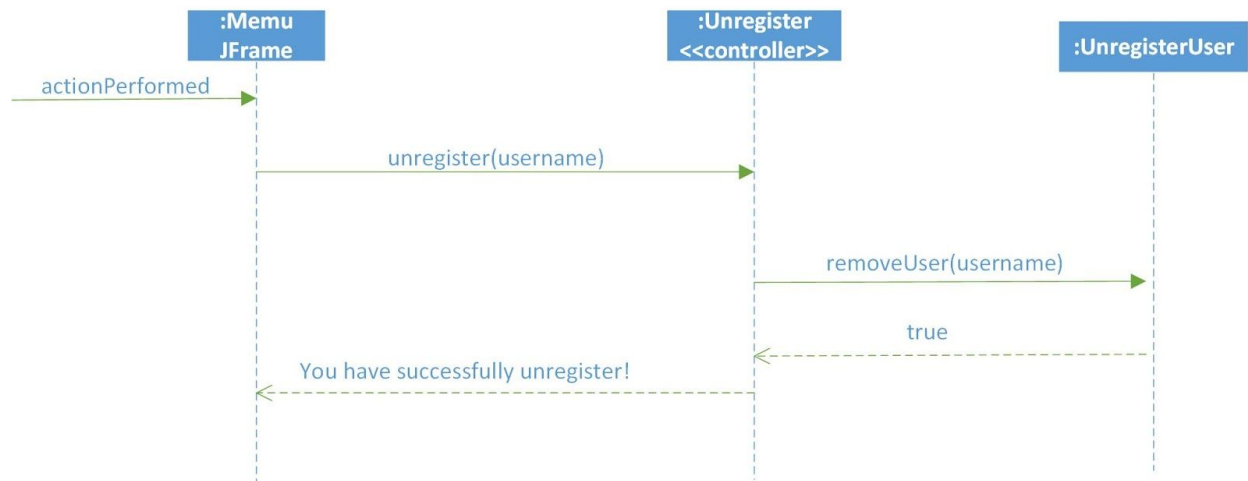 :Memu
JFrame
:Unregister
<<controller>>
:UnregisterUser
actionPerformed
unregister(username)
removeUser(username)
true
You have successfully unregister!